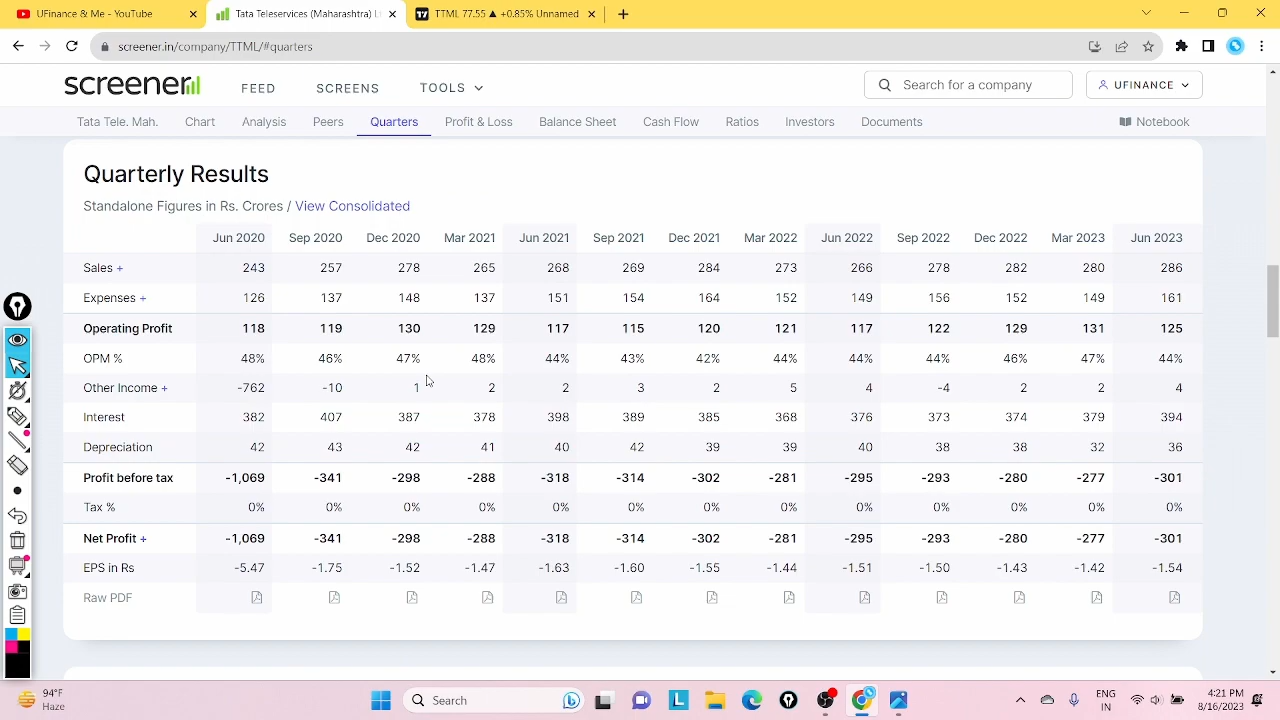 UFinance & Me - YouTube
Tata Teleservices (Maharashtra) L
TTML 77.55 ▲ +0.85% Unnamed
screener.in/company/TTML/#quarters
screener FEED SCREENS TOOLS Search for a company UFINANCE
Tata Tele. Mah. Chart Analysis Peers Quarters Profit & Loss Balance Sheet Cash Flow Ratios Investors Documents Notebook
Quarterly Results
Standalone Figures in Rs. Crores / View Consolidated
Jun 2020 Sep 2020 Dec 2020 Mar 2021 Jun 2021 Sep 2021 Dec 2021 Mar 2022 Jun 2022 Sep 2022 Dec 2022 Mar 2023 Jun 2023
Sales + 243 257 278 265 268 269 284 273 266 278 282 280 286
Expenses + 126 137 148 137 151 154 164 152 149 156 152 149 161
Operating Profit 118 119 130 129 117 115 120 121 117 122 129 131 125
OPM % 48% 46% 47% 48% 44% 43% 42% 44% 44% 44% 46% 47% 44%
Other Income + -762 -10 1 2 2 3 2 5 4 -4 2 2 4
Interest 382 407 387 378 398 389 385 368 376 373 374 379 394
Depreciation 42 43 42 41 40 42 39 39 40 38 38 32 36
Profit before tax -1,069 -341 -298 -288 -318 -314 -302 -281 -295 -293 -280 -277 -301
Tax % 0% 0% 0% 0% 0% 0% 0% 0% 0% 0% 0% 0% 0%
Net Profit + -1,069 -341 -298 -288 -318 -314 -302 -281 -295 -293 -280 -277 -301
EPS in Rs -5.47 -1.75 -1.52 -1.47 -1.63 -1.60 -1.55 -1.44 -1.51 -1.50 -1.43 -1.42 -1.54
Raw PDF
94°F
Haze
Search
ENG
IN
4:21 PM
8/16/2023